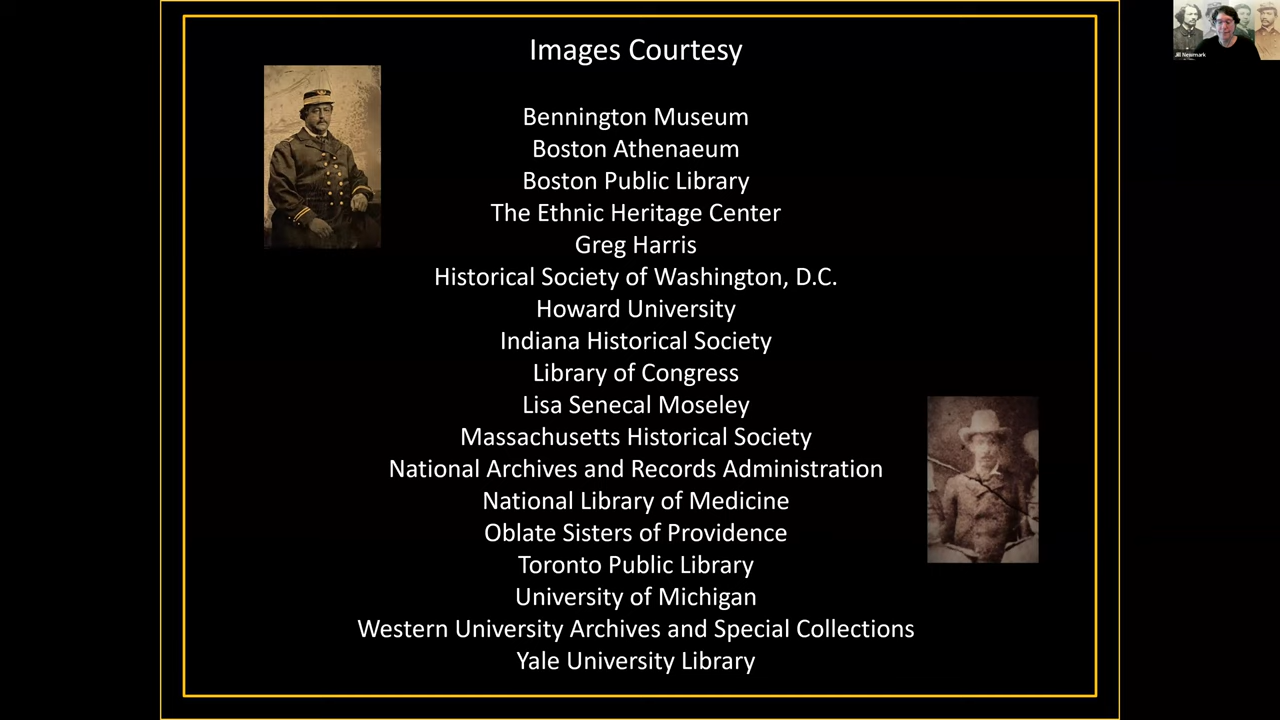 Images Courtesy
Bennington Museum
Boston Athenaeum
Boston Public Library
The Ethnic Heritage Center
Greg Harris
Historical Society of Washington, D.C.
Howard University
Indiana Historical Society
Library of Congress
Lisa Senecal Moseley
Massachusetts Historical Society
National Archives and Records Administration
National Library of Medicine
Oblate Sisters of Providence
Toronto Public Library
University of Michigan
Western University Archives and Special Collections
Yale University Library
Jill Newmark